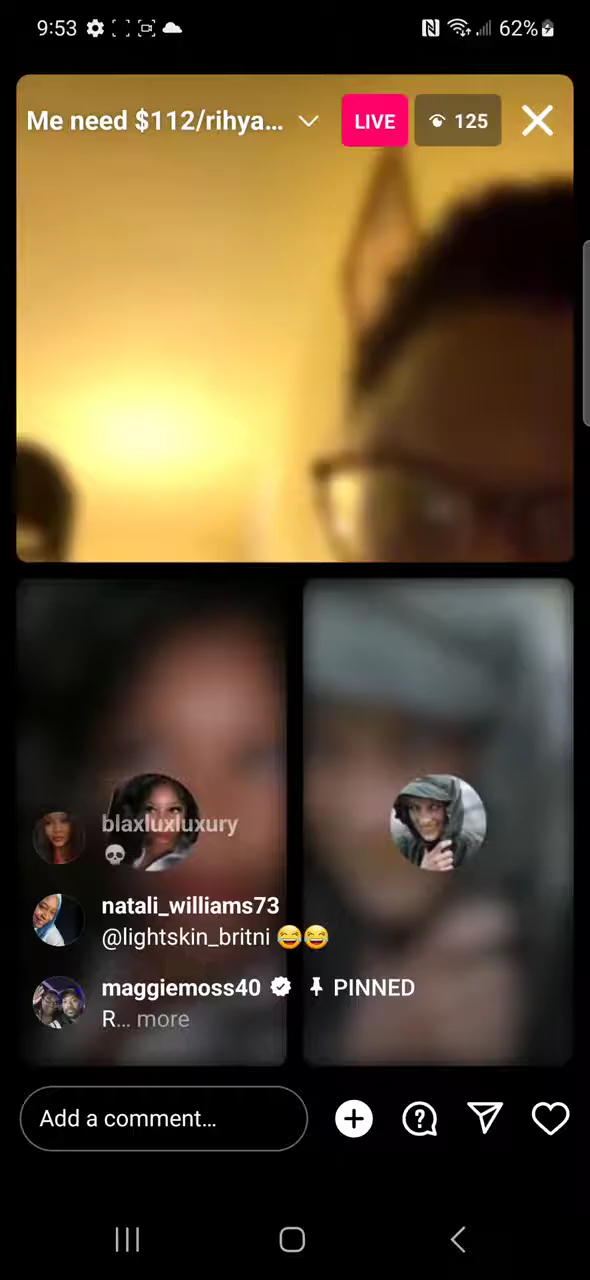 9:53
62%
Me need $112/rihya...
LIVE
125
blaxluxluxury
💀
natali_williams73
@lightskin_britni 😂😂
maggiemoss40 PINNED
R... more
Add a comment...